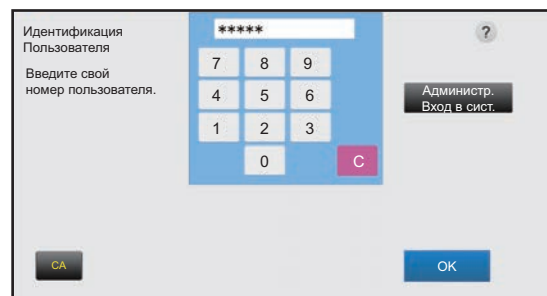 Идентификация
Пользователя
Введите свой
номер пользователя.
*****
?
7 8 9
4 5 6
1 2 3
0 C
Администр.
Вход в сист.
CA
OK